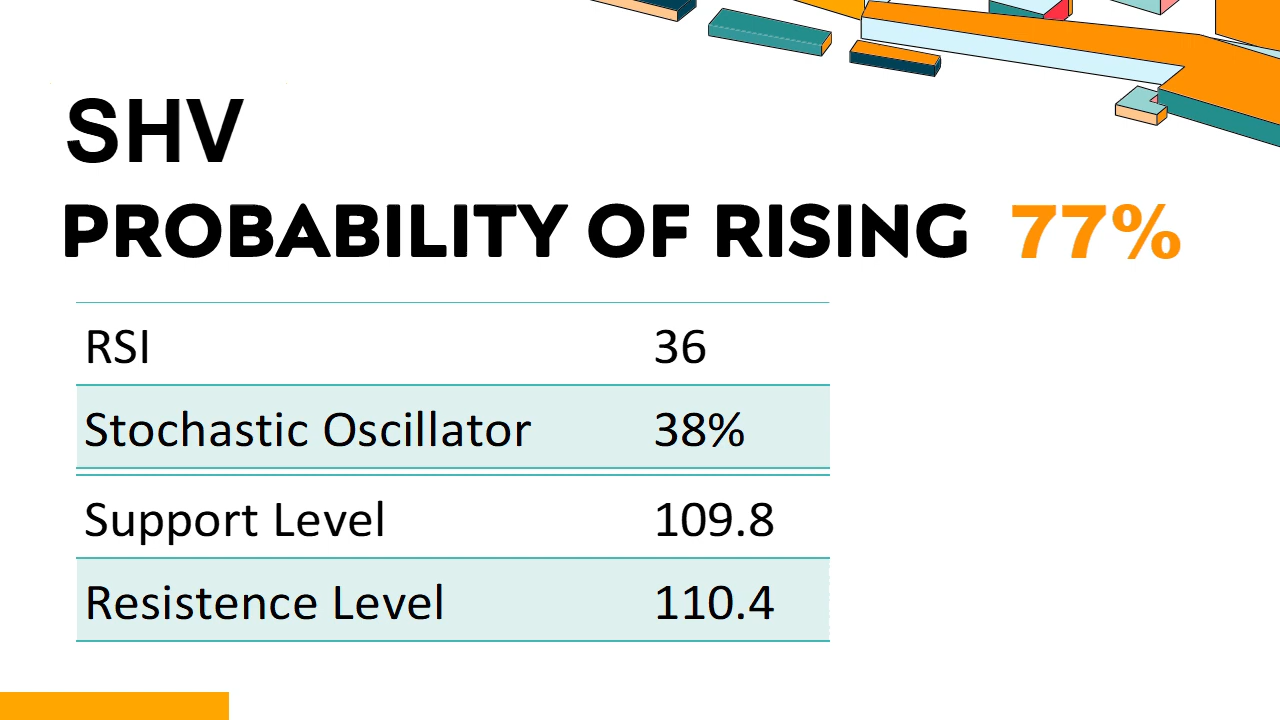 SHV
PROBABILITY OF RISING 77%
RSI 36
Stochastic Oscillator 38%
Support Level 109.8
Resistence Level 110.4